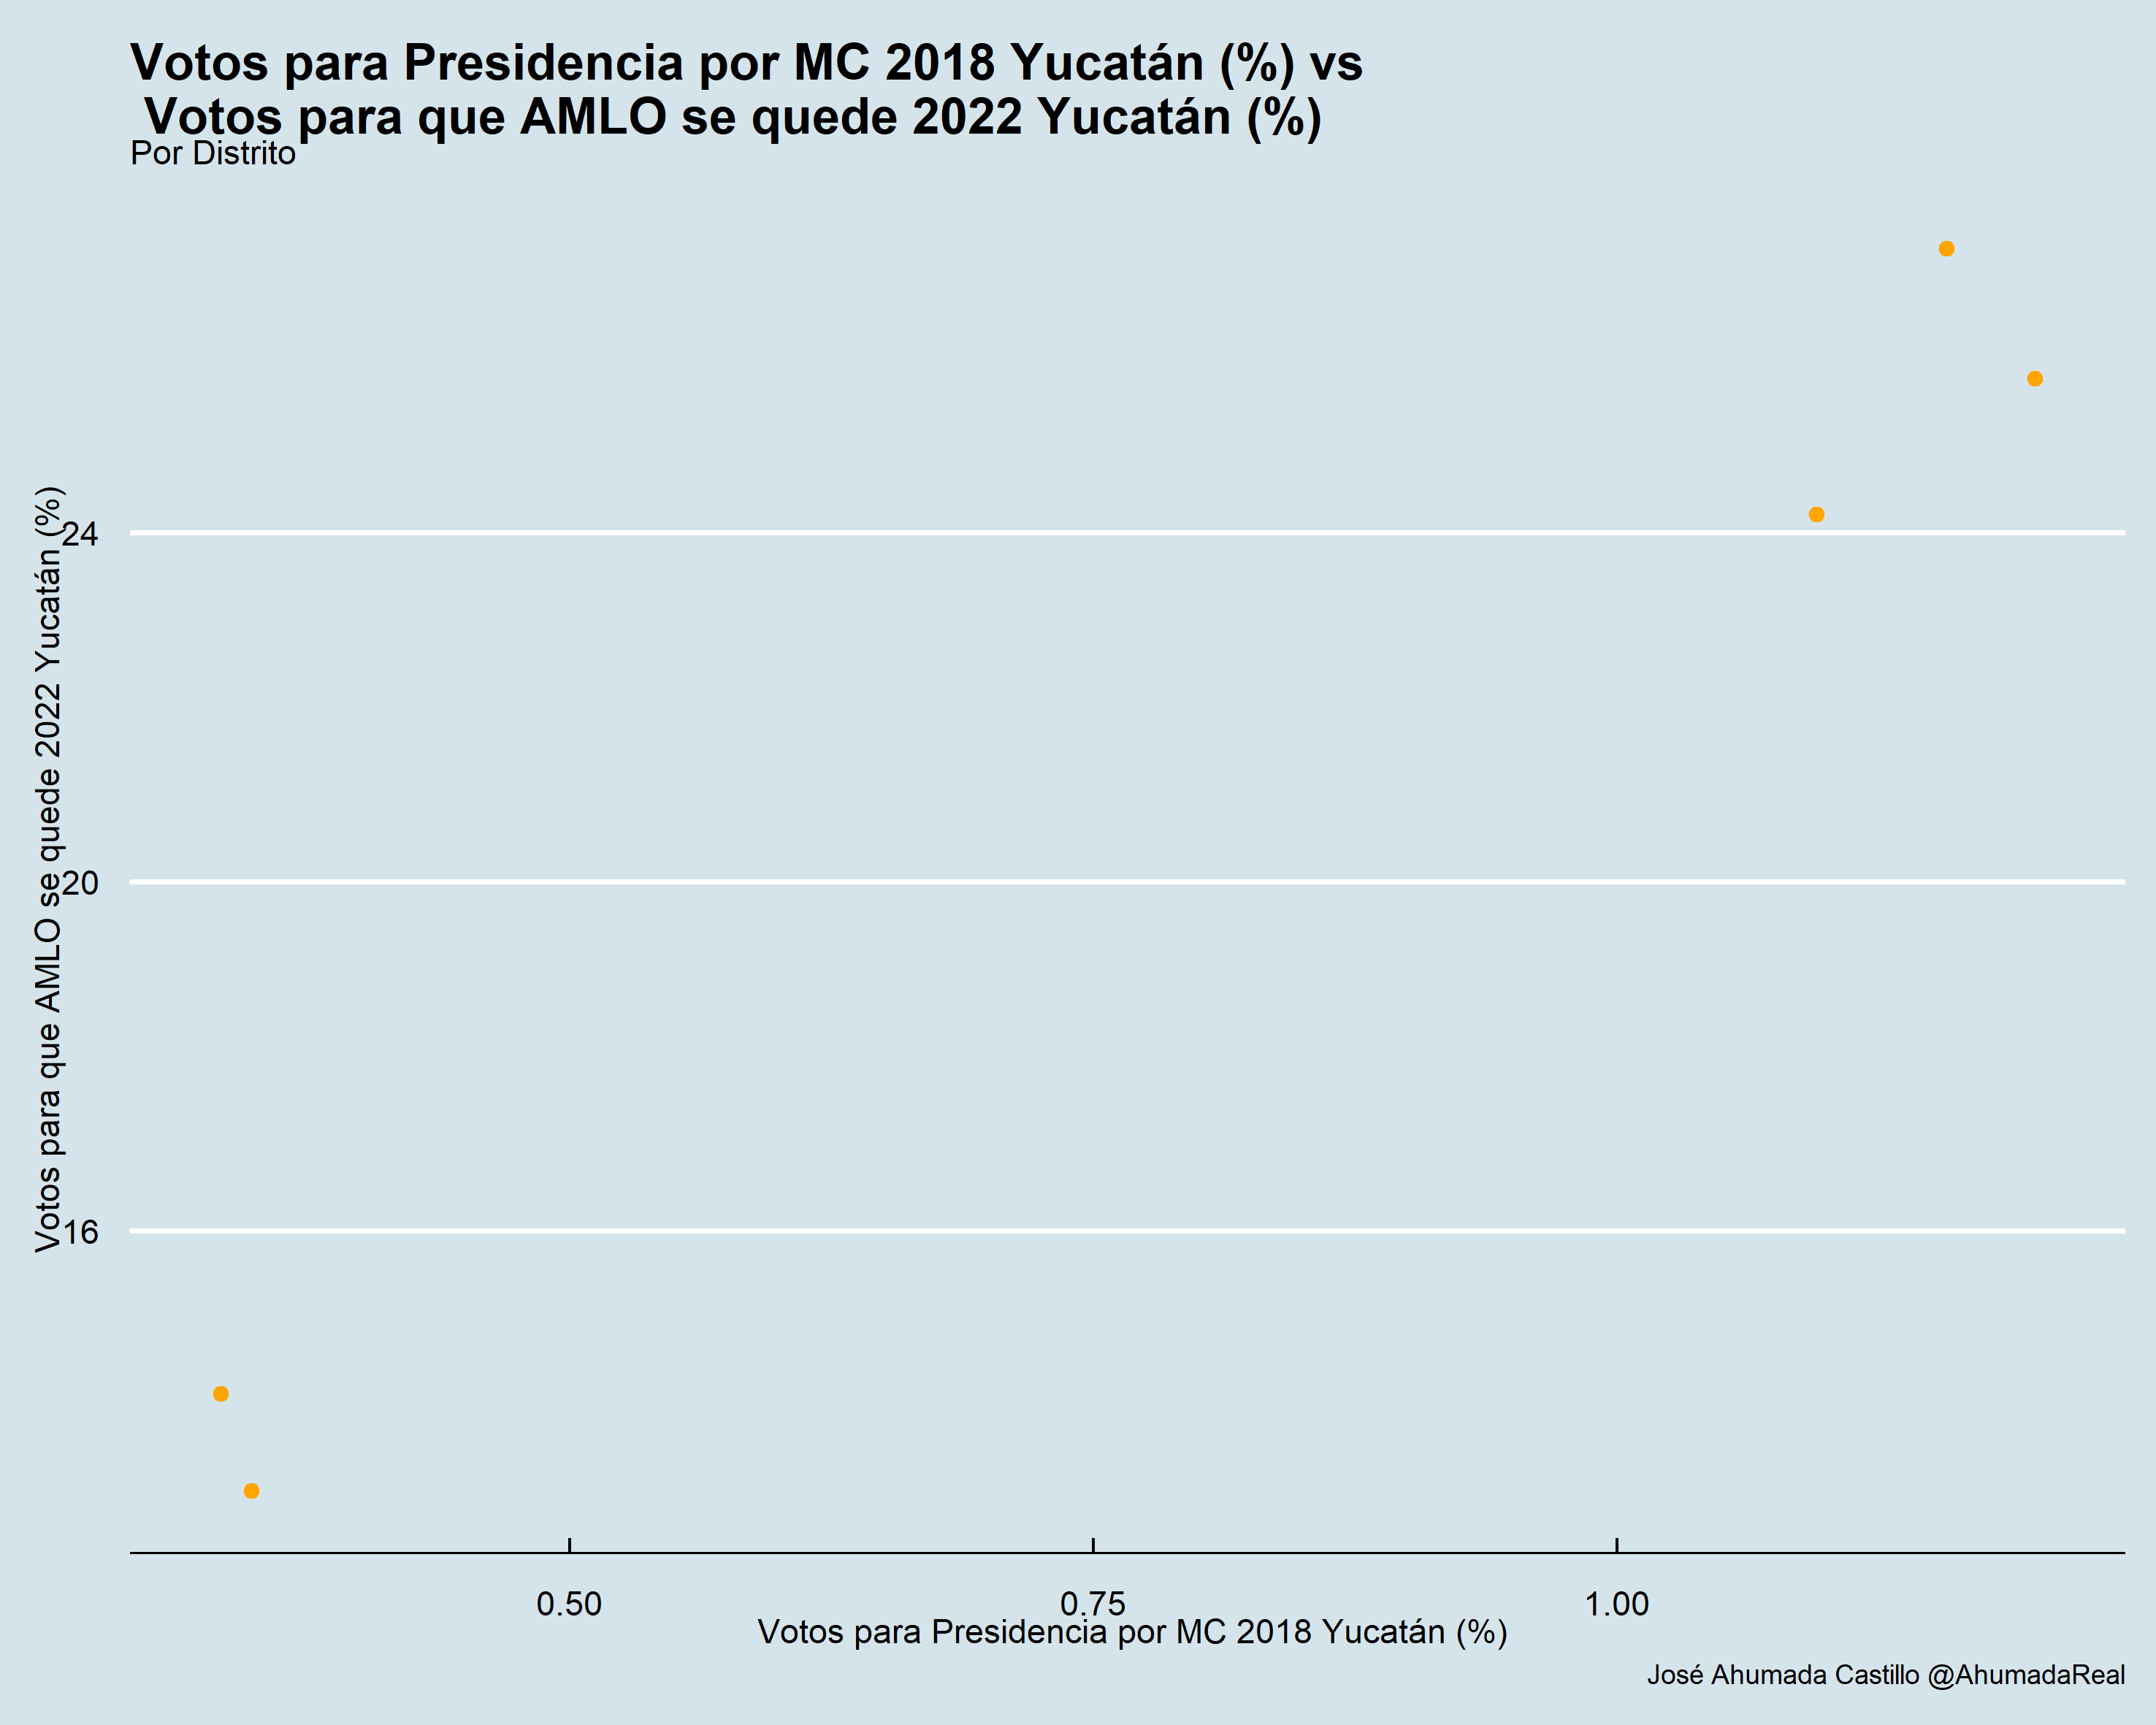 Votos para Presidencia por MC 2018 Yucatán (%) vs
Votos para que AMLO se quede 2022 Yucatán (%)
Por Distrito
Votos para que AMLO se quede 2022 Yucatán (%)
24
20
16
0.50 0.75 1.00
Votos para Presidencia por MC 2018 Yucatán (%)
José Ahumada Castillo @AhumadaReal